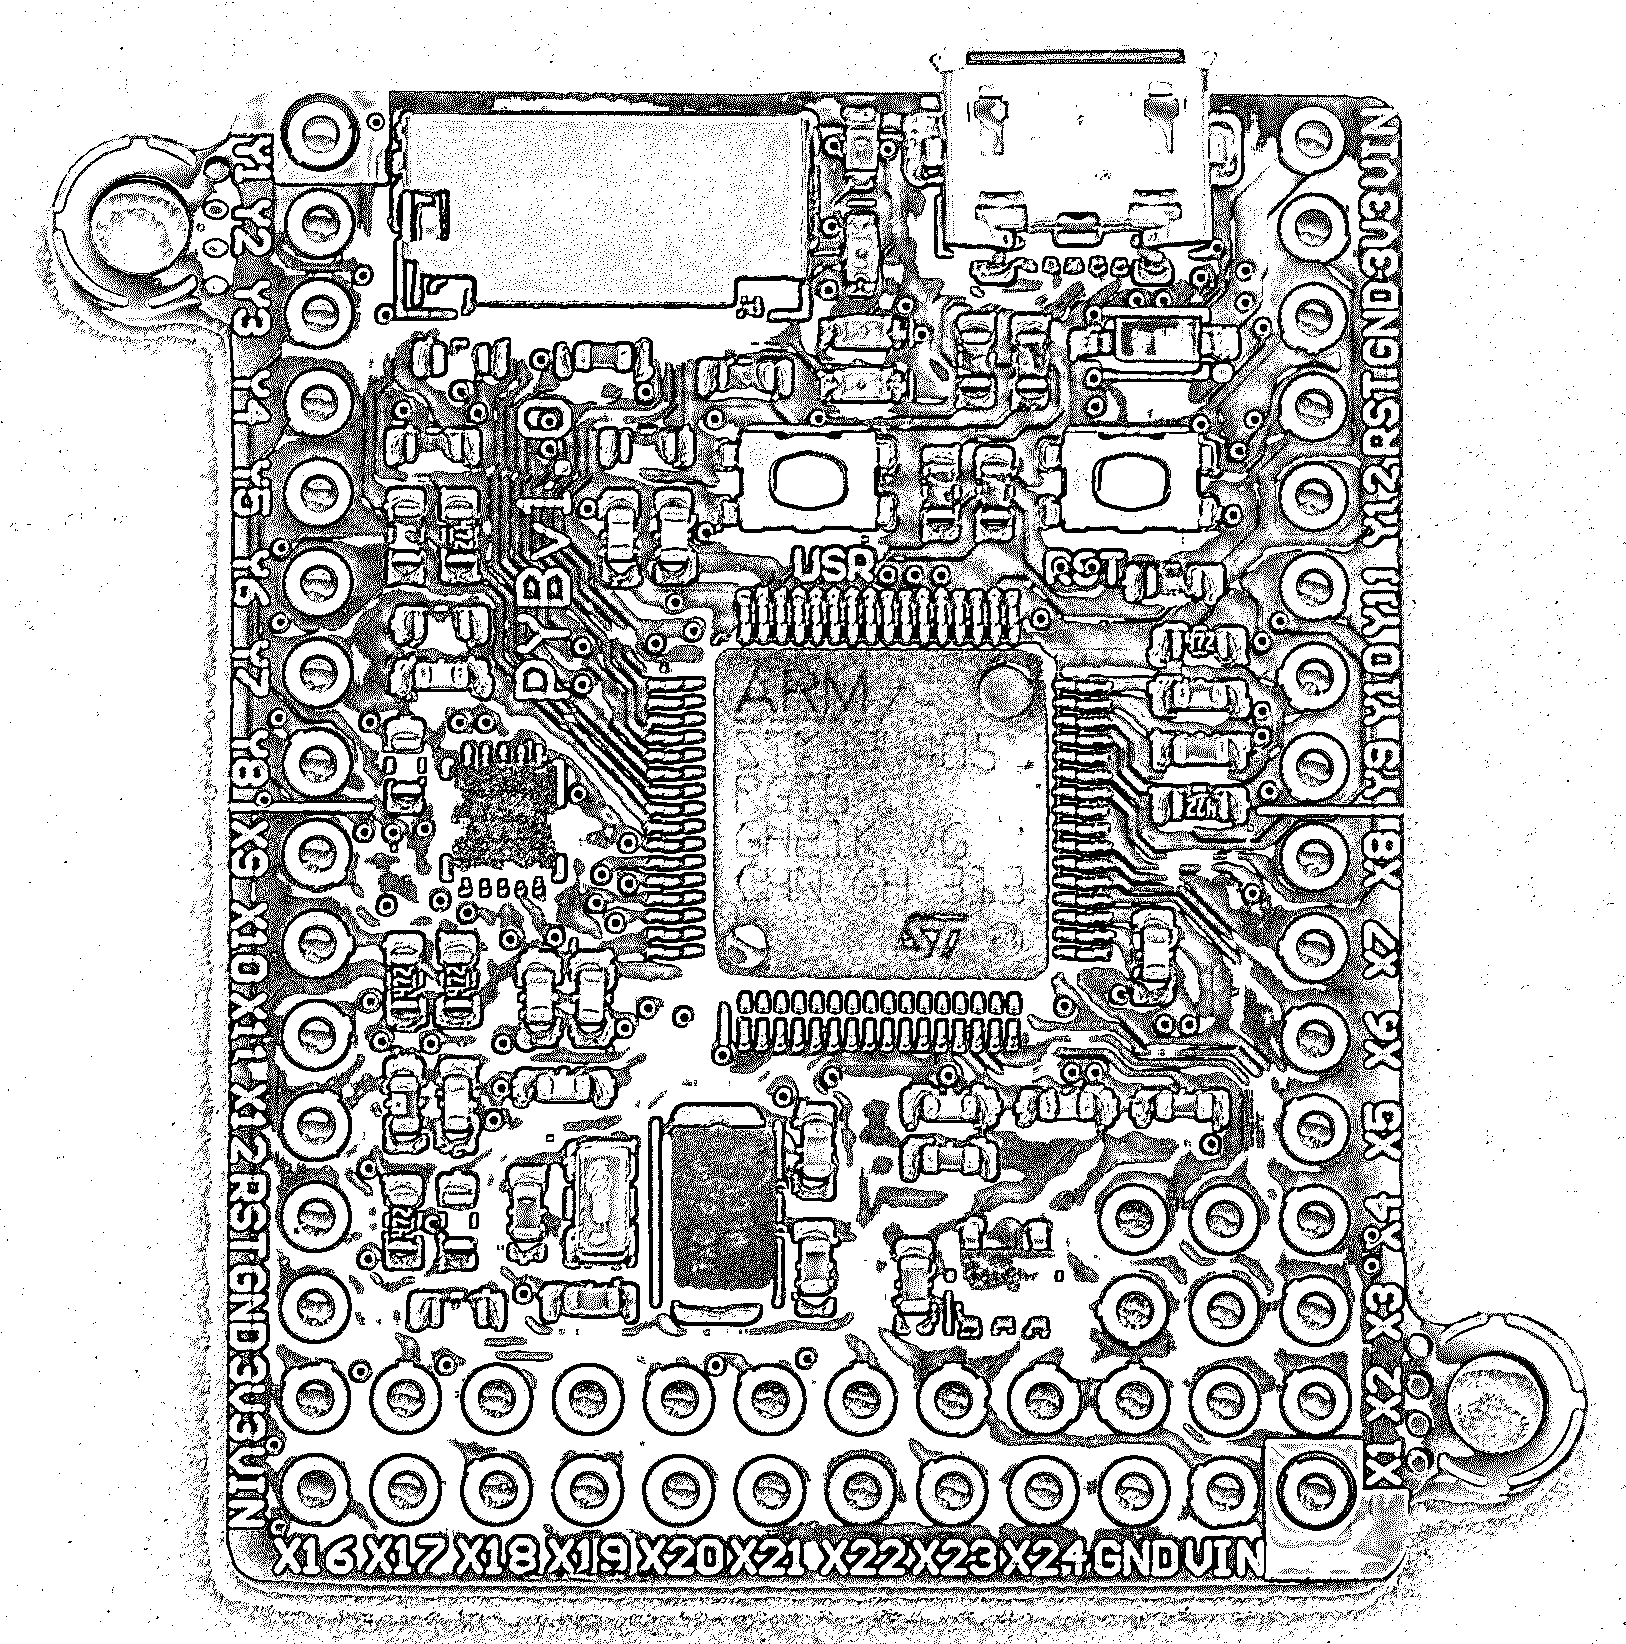 Y1
Y2
Y3
Y4
Y5
Y6
Y7
Y8
X9
X10
X11
X12
RST
GND
3V3
VIN
PYBv1.0
USR
RST
ARM
3V3
VIN
3V3
GND
RST
Y12
Y11
Y10
Y9
X8
X7
X6
X5
X4
X3
X2
X1
X16 X17 X18 X19 X20 X21 X22 X23 X24 GND VIN